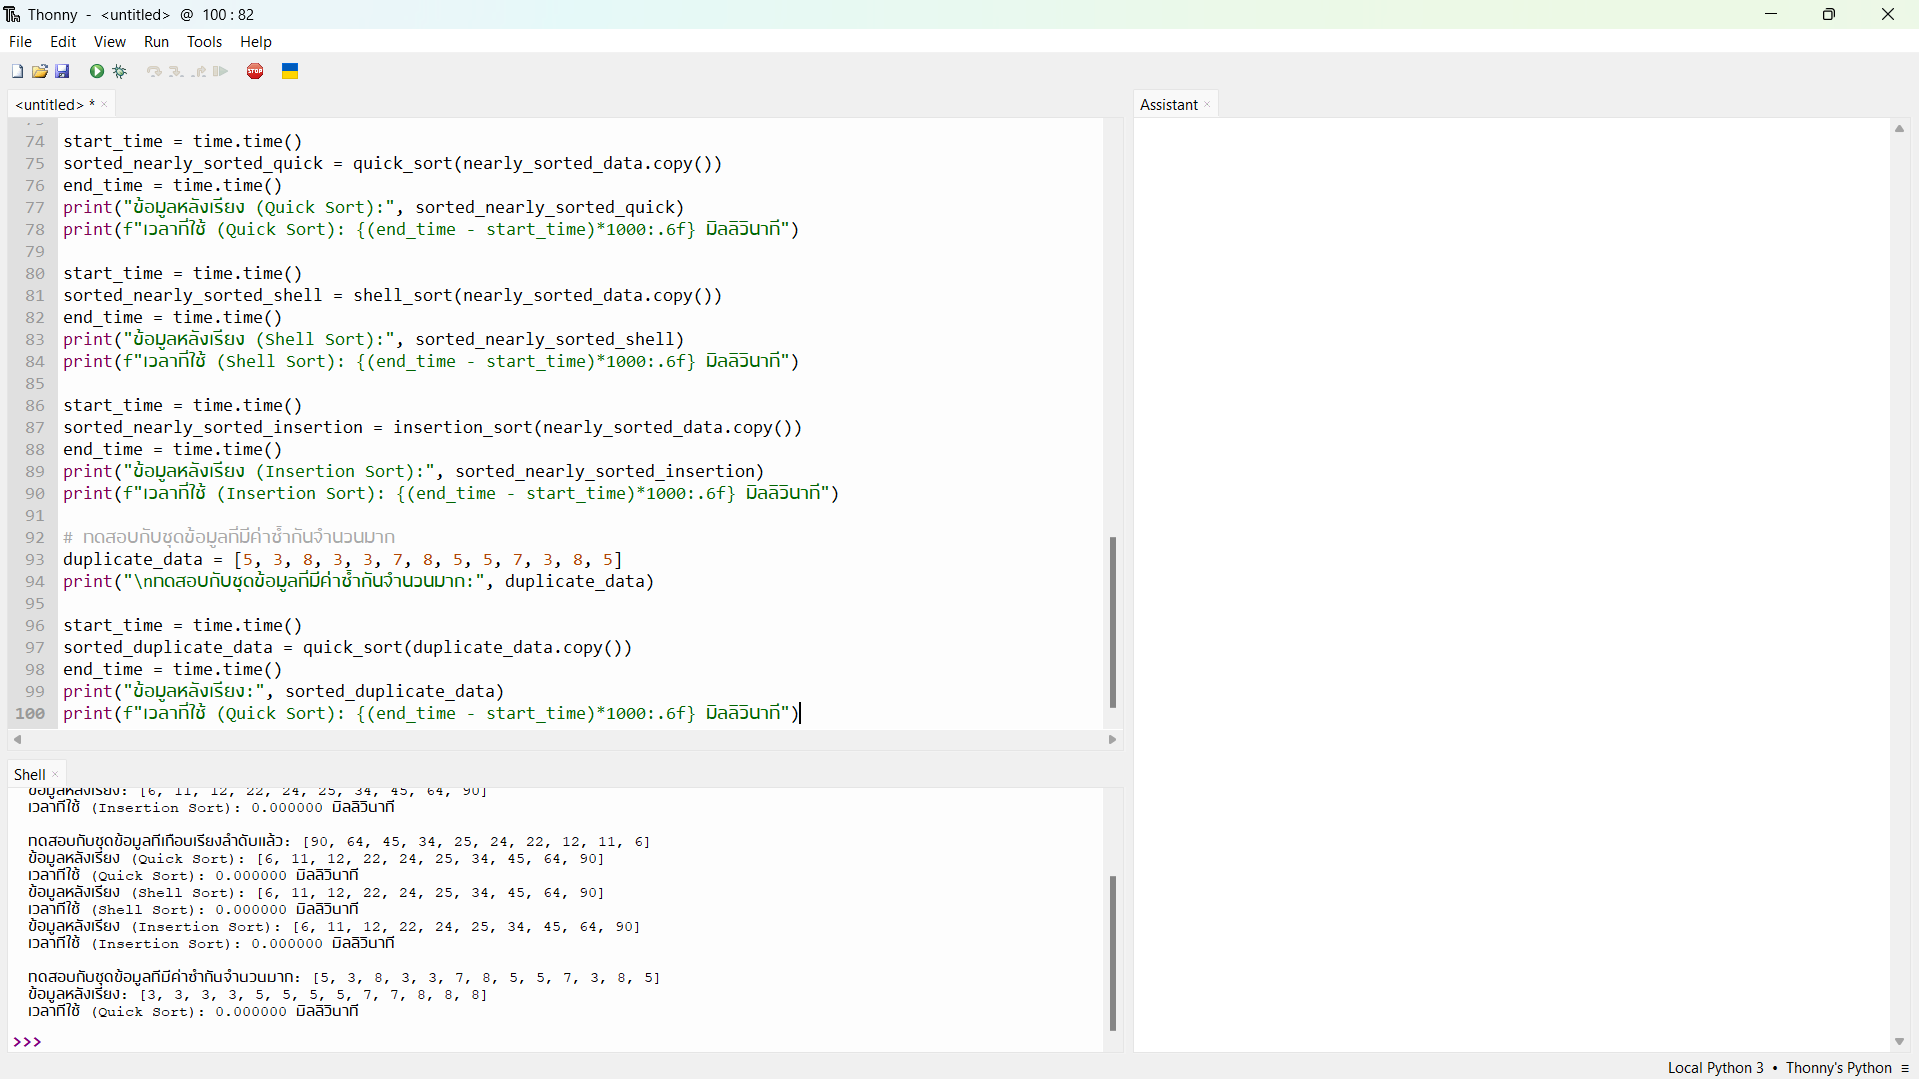 Thonny - <untitled> @ 100 : 82
File Edit View Run Tools Help
<untitled> *
74 start_time = time.time()
75 sorted_nearly_sorted_quick = quick_sort(nearly_sorted_data.copy())
76 end_time = time.time()
77 print("ข้อมูลหลังเรียง (Quick Sort):", sorted_nearly_sorted_quick)
78 print(f"เวลาที่ใช้ (Quick Sort): {(end_time - start_time)*1000:.6f} มิลลิวินาที")
79
80 start_time = time.time()
81 sorted_nearly_sorted_shell = shell_sort(nearly_sorted_data.copy())
82 end_time = time.time()
83 print("ข้อมูลหลังเรียง (Shell Sort):", sorted_nearly_sorted_shell)
84 print(f"เวลาที่ใช้ (Shell Sort): {(end_time - start_time)*1000:.6f} มิลลิวินาที")
85
86 start_time = time.time()
87 sorted_nearly_sorted_insertion = insertion_sort(nearly_sorted_data.copy())
88 end_time = time.time()
89 print("ข้อมูลหลังเรียง (Insertion Sort):", sorted_nearly_sorted_insertion)
90 print(f"เวลาที่ใช้ (Insertion Sort): {(end_time - start_time)*1000:.6f} มิลลิวินาที")
91
92 # ทดสอบกับชุดข้อมูลที่มีค่าซ้ำกันจำนวนมาก
93 duplicate_data = [5, 3, 8, 3, 3, 7, 8, 5, 5, 7, 3, 8, 5]
94 print("\nทดสอบกับชุดข้อมูลที่มีค่าซ้ำกันจำนวนมาก:", duplicate_data)
95
96 start_time = time.time()
97 sorted_duplicate_data = quick_sort(duplicate_data.copy())
98 end_time = time.time()
99 print("ข้อมูลหลังเรียง:", sorted_duplicate_data)
100 print(f"เวลาที่ใช้ (Quick Sort): {(end_time - start_time)*1000:.6f} มิลลิวินาที")
Shell
ข้อมูลหลังเรียง: [6, 11, 12, 22, 24, 25, 34, 45, 64, 90]
เวลาที่ใช้ (Insertion Sort): 0.000000 มิลลิวินาที
ทดสอบกับชุดข้อมูลที่เกือบเรียงลำดับแล้ว: [90, 64, 45, 34, 25, 24, 22, 12, 11, 6]
ข้อมูลหลังเรียง (Quick Sort): [6, 11, 12, 22, 24, 25, 34, 45, 64, 90]
เวลาที่ใช้ (Quick Sort): 0.000000 มิลลิวินาที
ข้อมูลหลังเรียง (Shell Sort): [6, 11, 12, 22, 24, 25, 34, 45, 64, 90]
เวลาที่ใช้ (Shell Sort): 0.000000 มิลลิวินาที
ข้อมูลหลังเรียง (Insertion Sort): [6, 11, 12, 22, 24, 25, 34, 45, 64, 90]
เวลาที่ใช้ (Insertion Sort): 0.000000 มิลลิวินาที
ทดสอบกับชุดข้อมูลที่มีค่าซ้ำกันจำนวนมาก: [5, 3, 8, 3, 3, 7, 8, 5, 5, 7, 3, 8, 5]
ข้อมูลหลังเรียง: [3, 3, 3, 3, 5, 5, 5, 5, 7, 7, 8, 8, 8]
เวลาที่ใช้ (Quick Sort): 0.000000 มิลลิวินาที
>>>
Assistant
Local Python 3 • Thonny's Python ≡